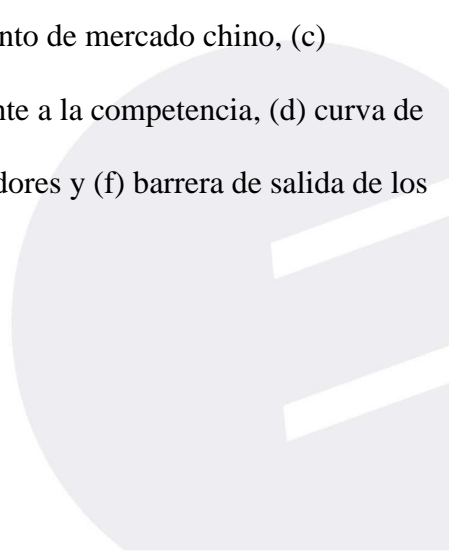 nto de mercado chino, (c)
nte a la competencia, (d) curva de
dores y (f) barrera de salida de los